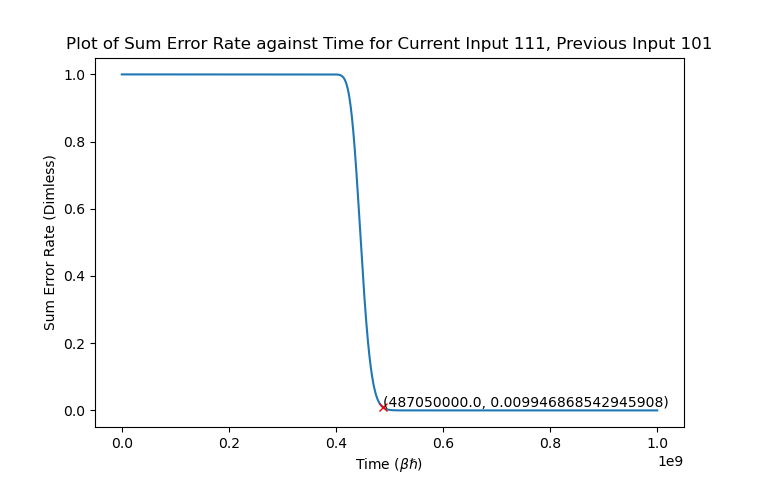 Plot of Sum Error Rate against Time for Current Input 111, Previous Input 101
Sum Error Rate (Dimless)
1.0
0.8
0.6
0.4
0.2
0.0
(487050000.0, 0.009946868542945908)
0.0 0.2 0.4 0.6 0.8 1.0
1e9
Time (βℏ)